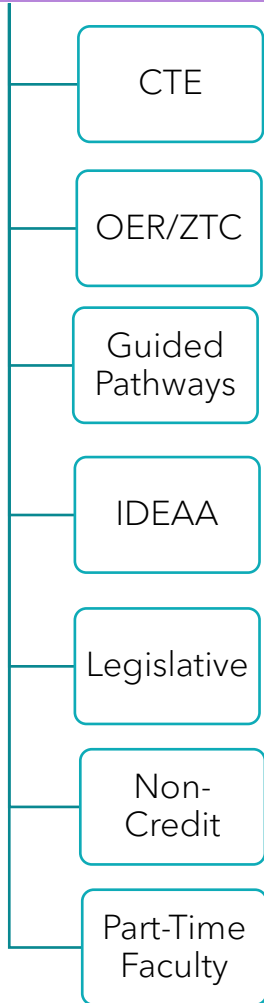 CTE
OER/ZTC
Guided
Pathways
IDEAA
Legislative
Non-
Credit
Part-Time
Faculty